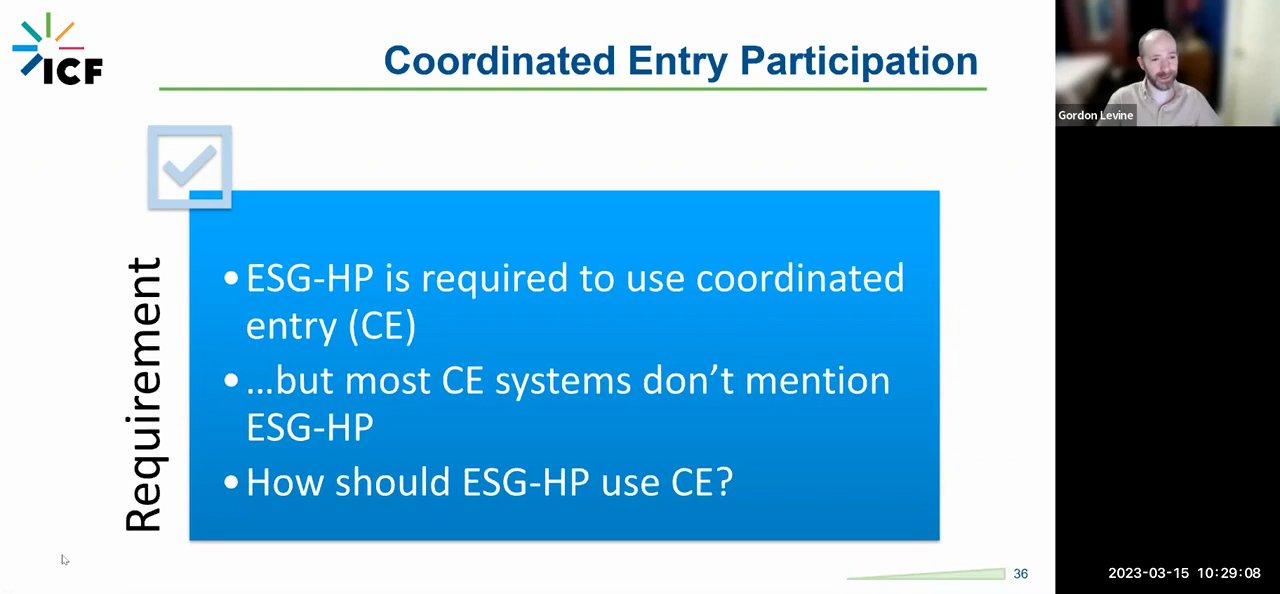 ICF
Coordinated Entry Participation
Gordon Levine
Requirement
•ESG-HP is required to use coordinated
entry (CE)
•…but most CE systems don’t mention
ESG-HP
•How should ESG-HP use CE?
36
2023-03-15 10:29:08